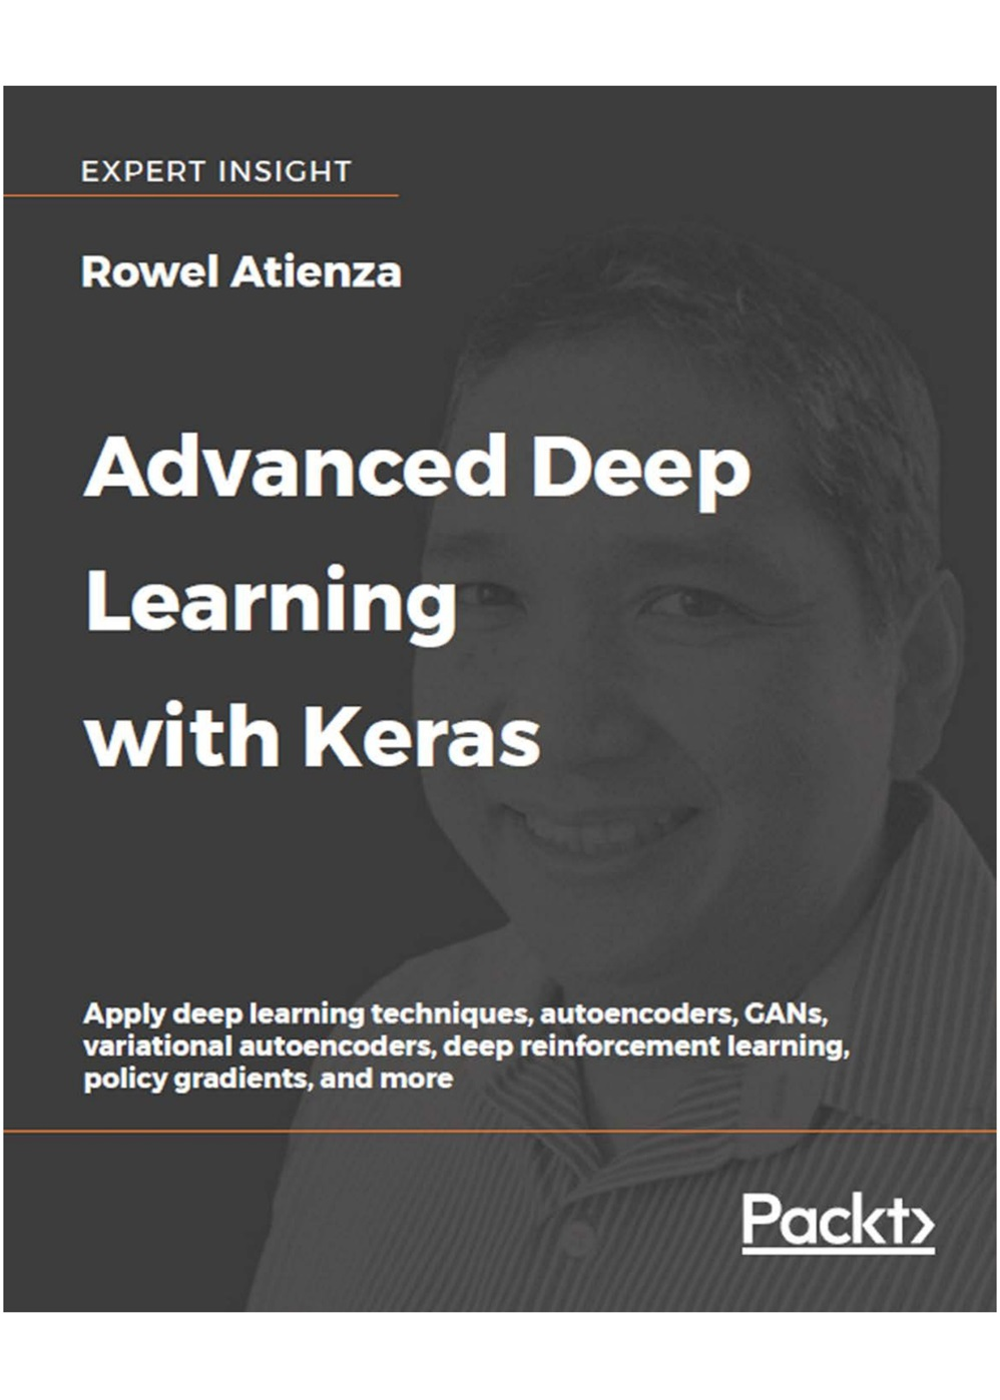 EXPERT INSIGHT
Rowel Atienza
Advanced Deep
Learning
with Keras
Apply deep learning techniques, autoencoders, GANs,
variational autoencoders, deep reinforcement learning,
policy gradients, and more
Packt>